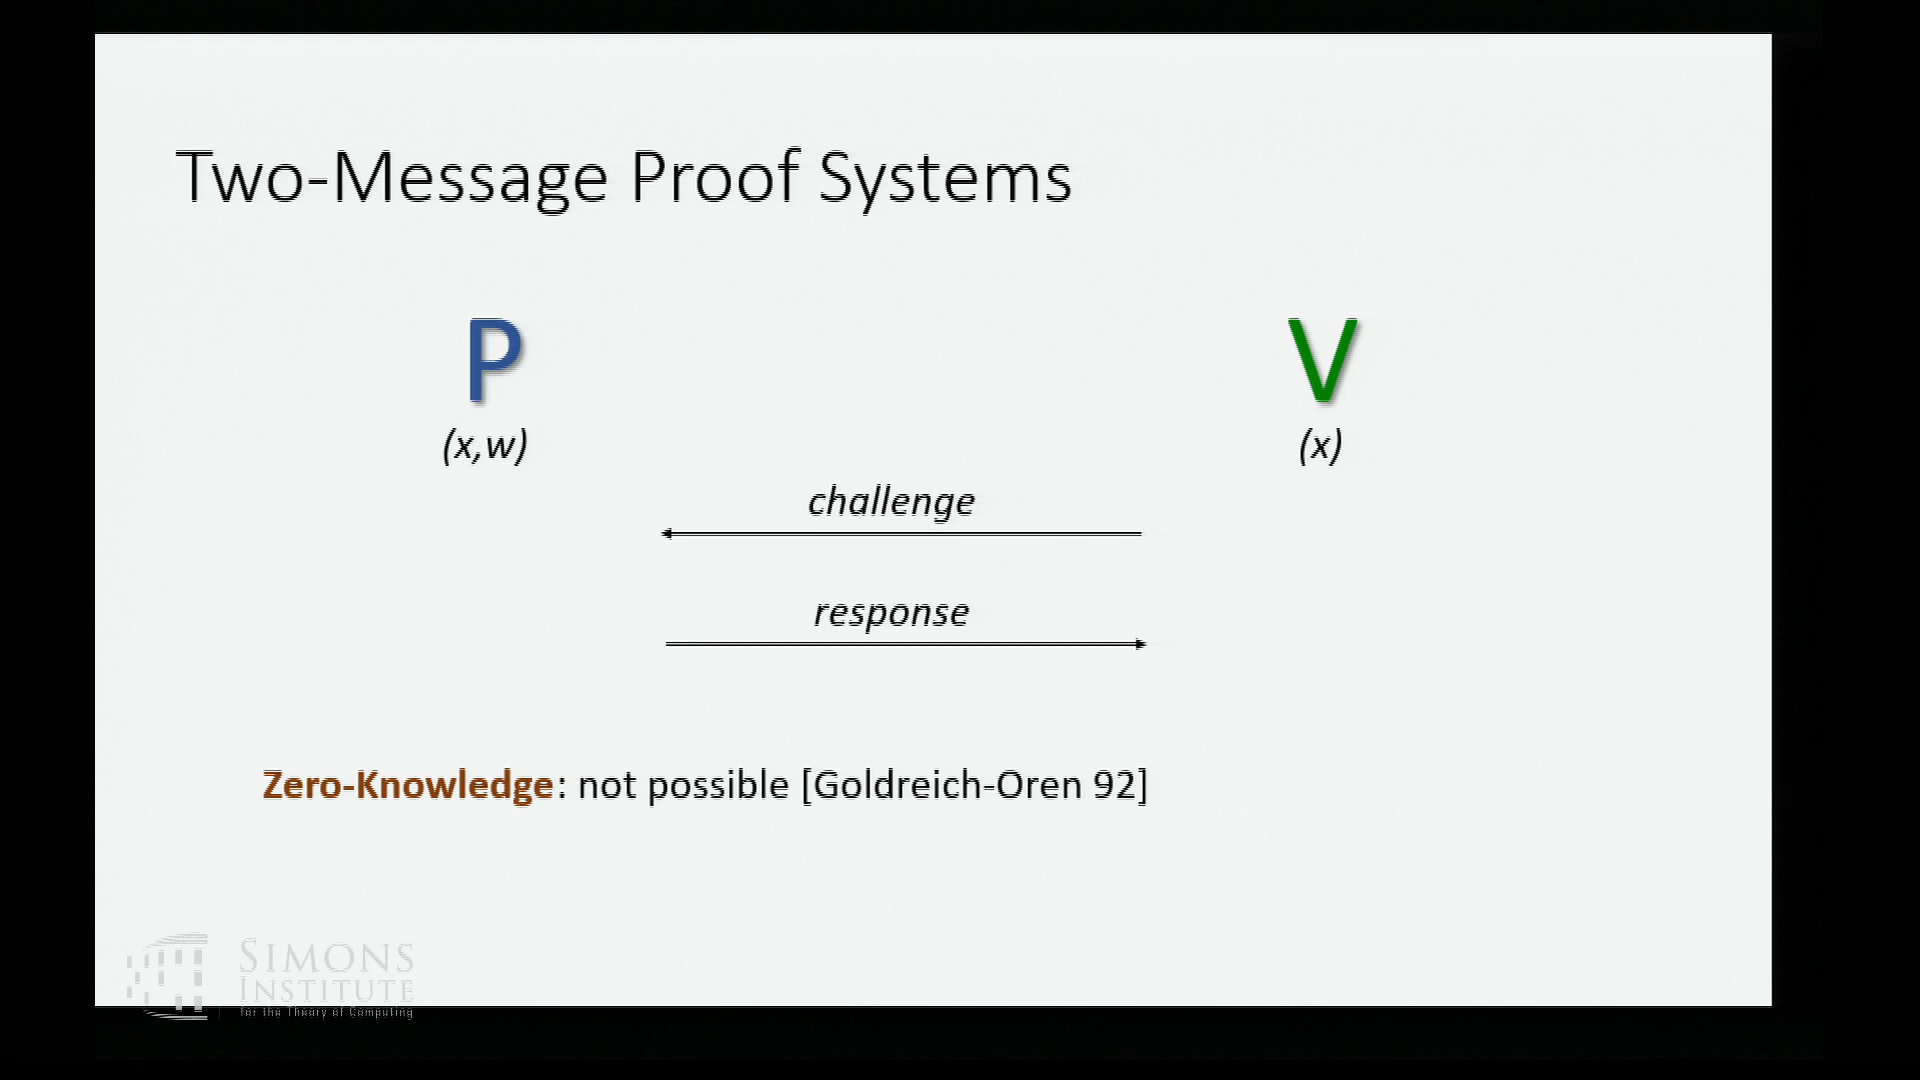 Two-Message Proof Systems
P
V
(x,w)
(x)
challenge
response
Zero-Knowledge: not possible [Goldreich-Oren 92]
SIMONS
INSTITUTE
for the Theory of Computing